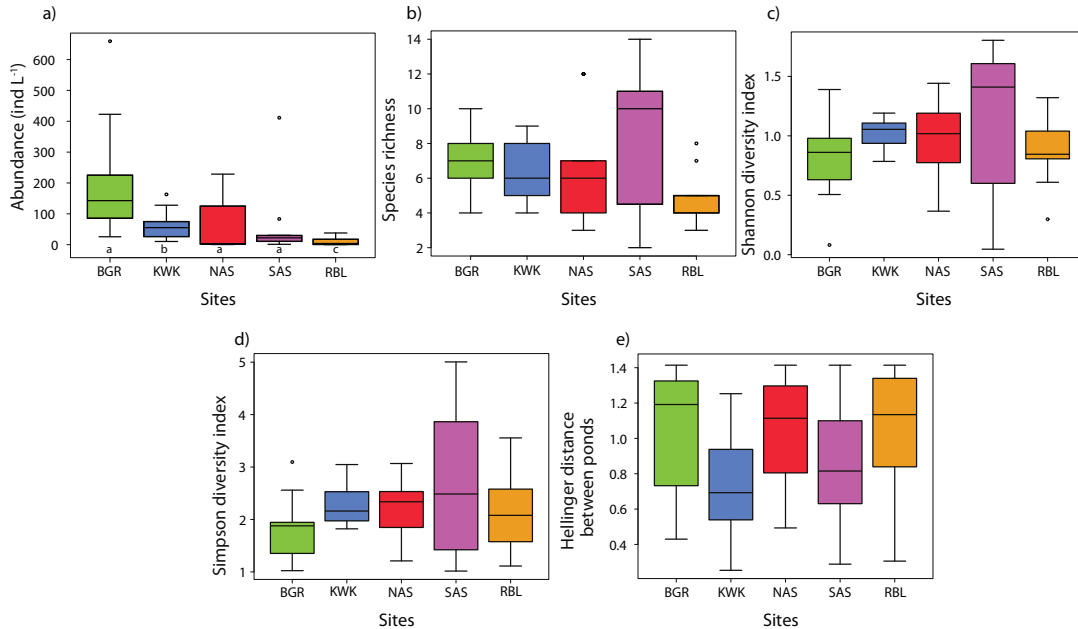 a)
Abundance (ind L⁻¹)
600
500
400
300
200
100
0
a
b
a
a
c
BGR
KWK
NAS
SAS
RBL
Sites
b)
Species richness
14
12
10
8
6
4
2
BGR
KWK
NAS
SAS
RBL
Sites
c)
Shannon diversity index
1.5
1.0
0.5
0.0
BGR
KWK
NAS
SAS
RBL
Sites
d)
Simpson diversity index
5
4
3
2
1
BGR
KWK
NAS
SAS
RBL
Sites
e)
Hellinger distance
between ponds
1.4
1.2
1.0
0.8
0.6
0.4
BGR
KWK
NAS
SAS
RBL
Sites